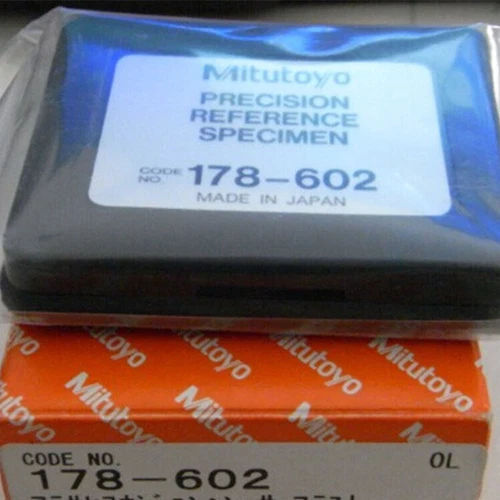 Mitutoyo
PRECISION
REFERENCE
SPECIMEN
CODE NO. 178-602
MADE IN JAPAN
Mitutoyo
Mitutoyo
Mitutoyo
Mitutoyo
Mitutoyo
CODE NO. OL
178-602